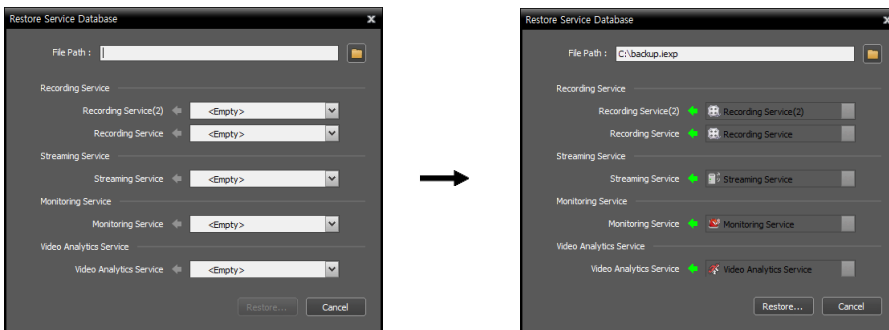 Restore Service Database x
File Path :
Recording Service
Recording Service(2) <Empty>
Recording Service <Empty>
Streaming Service
Streaming Service <Empty>
Monitoring Service
Monitoring Service <Empty>
Video Analytics Service
Video Analytics Service <Empty>
Restore... Cancel
Restore Service Database x
File Path : C:\backup.iexp
Recording Service
Recording Service(2) Recording Service(2)
Recording Service Recording Service
Streaming Service
Streaming Service Streaming Service
Monitoring Service
Monitoring Service Monitoring Service
Video Analytics Service
Video Analytics Service Video Analytics Service
Restore... Cancel